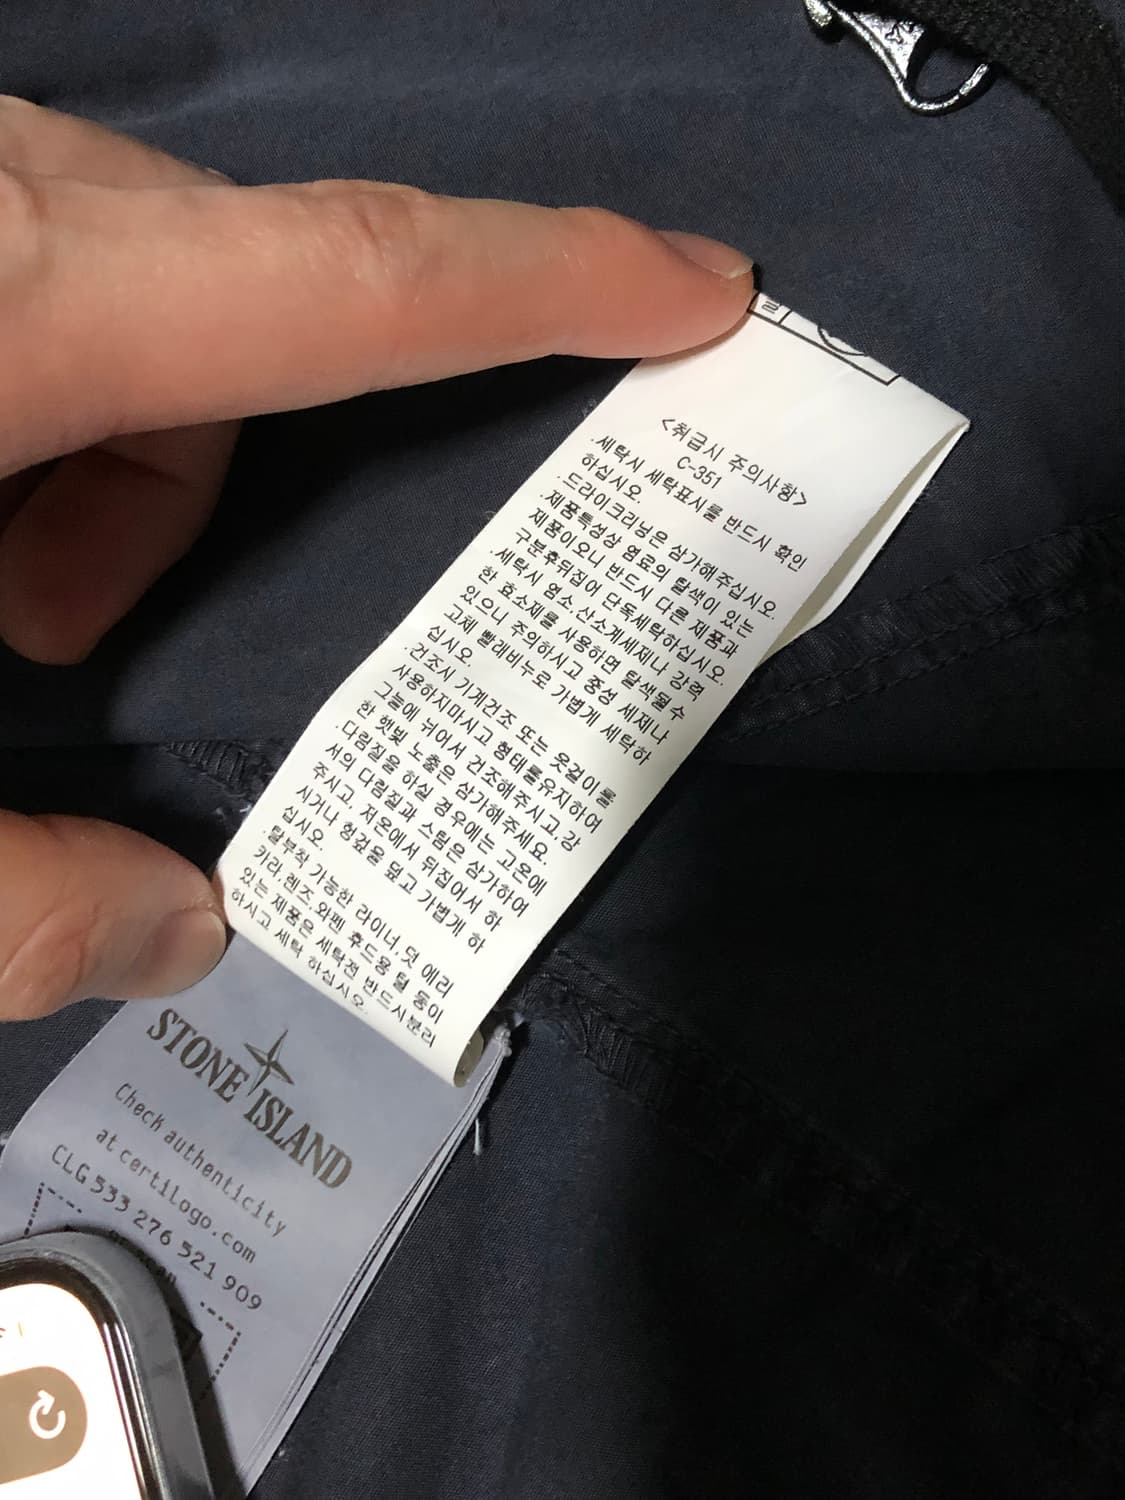 <취급시 주의사항>
C-351
.세탁시 세탁표시를 반드시 확인
하십시오.
.드라이크리닝은 삼가해주십시오.
.제품특성상 염료의 탈색이 있는
제품이오니 반드시 다른 제품과
구분후뒤집어 단독세탁하십시오.
.세탁시 염소.산소계세제나 강력
한 효소제를 사용하면 탈색될수
있으니 주의하시고 중성 세제나
고체 빨래비누로 가볍게 세탁하
십시오.
.건조시 기계건조 또는 옷걸이를
사용하지마시고 형태를유지하여
그늘에 뉘어서 건조해주시고,강
한 햇빛 노출은 삼가해주세요.
.다림질을 하실 경우에는 고온에
서의 다림질과 스팀은 삼가하여
주시고, 저온에서 뒤집어서 하
시거나 헝겊을 덮고 가볍게 하
십시오.
.탈부착 가능한 라이너,덧 에리
카라,렌즈,와펜 후드용 털 등이
있는 제품은 세탁전 반드시분리
하시고 세탁 하십시오.
STONE ISLAND
Check authenticity
at certilogo.com
CLG 533 276 521 909